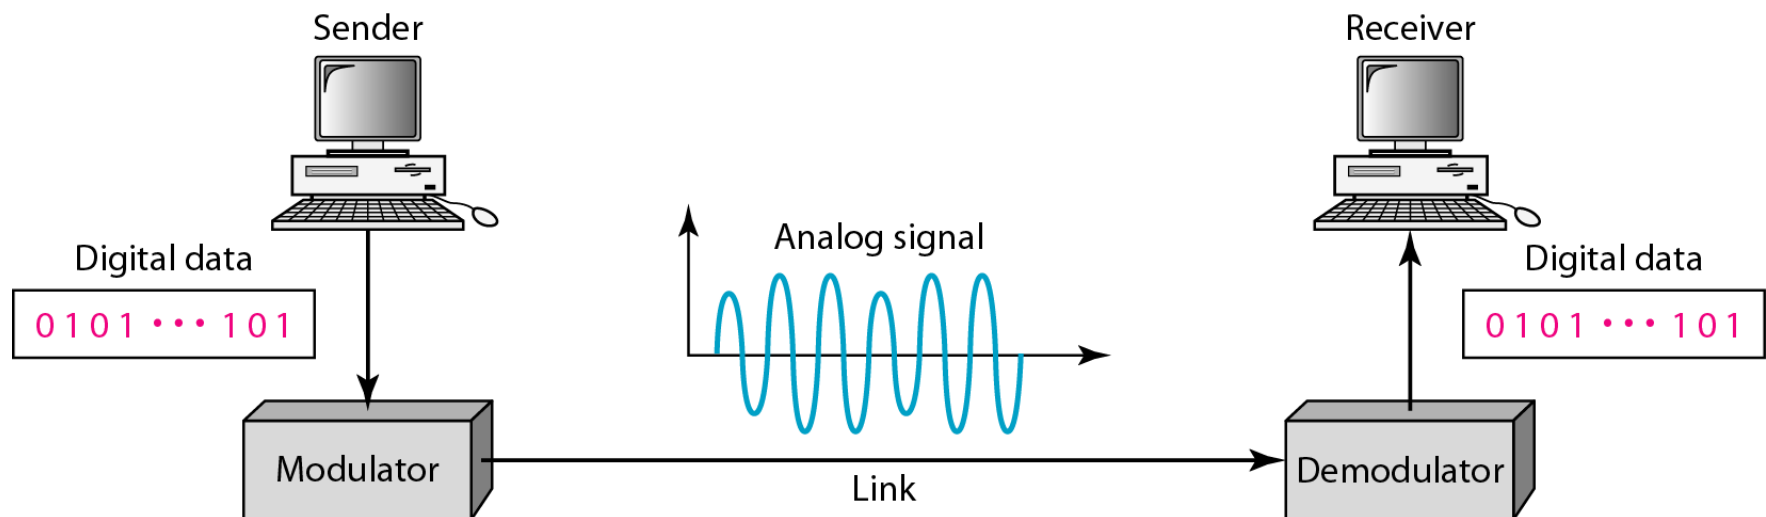 Sender
Receiver
Analog signal
Digital data
Digital data
0101 ••• 101
0101 ••• 101
Modulator
Link
Demodulator